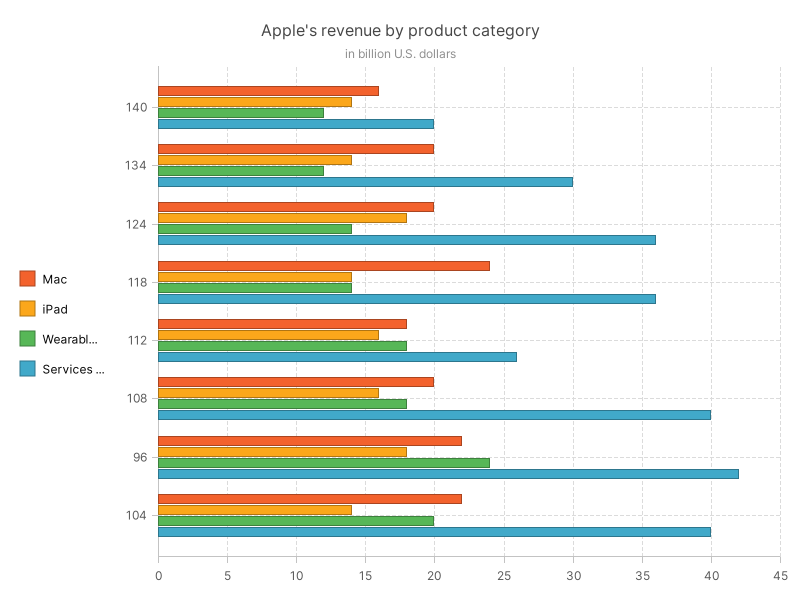 Apple's revenue by product category
in billion U.S. dollars
140
134
124
118
112
108
96
104
0 5 10 15 20 25 30 35 40 45
Mac
iPad
Wearabl...
Services ...